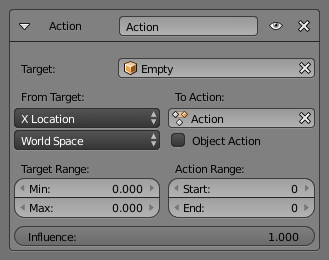 Action Action
Target: Empty
From Target: To Action:
X Location Action
World Space Object Action
Target Range: Action Range:
Min: 0.000 Start: 0
Max: 0.000 End: 0
Influence: 1.000